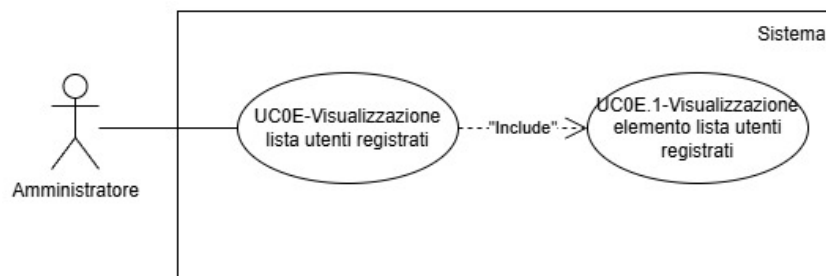 Sistema
UC0E-Visualizzazione
lista utenti registrati
"Include"
UC0E.1-Visualizzazione
elemento lista utenti
registrati
Amministratore